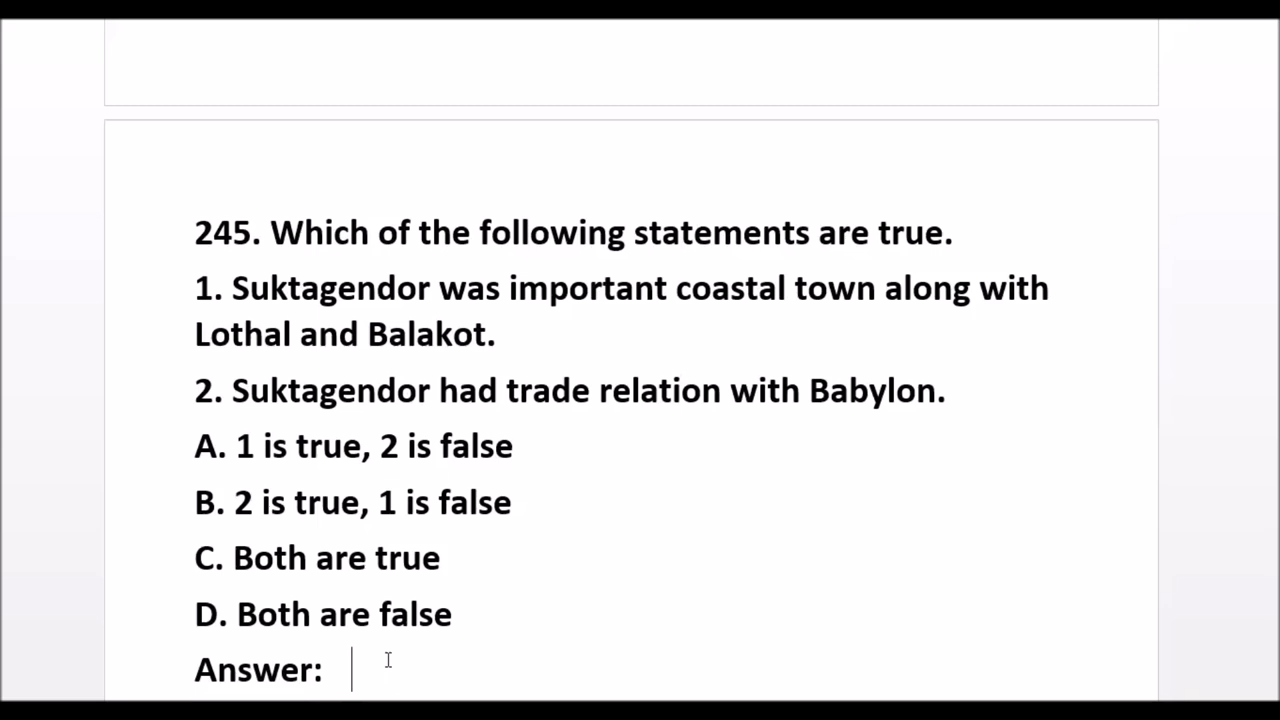 245. Which of the following statements are true.
1. Suktagendor was important coastal town along with
Lothal and Balakot.
2. Suktagendor had trade relation with Babylon.
A. 1 is true, 2 is false
B. 2 is true, 1 is false
C. Both are true
D. Both are false
Answer: